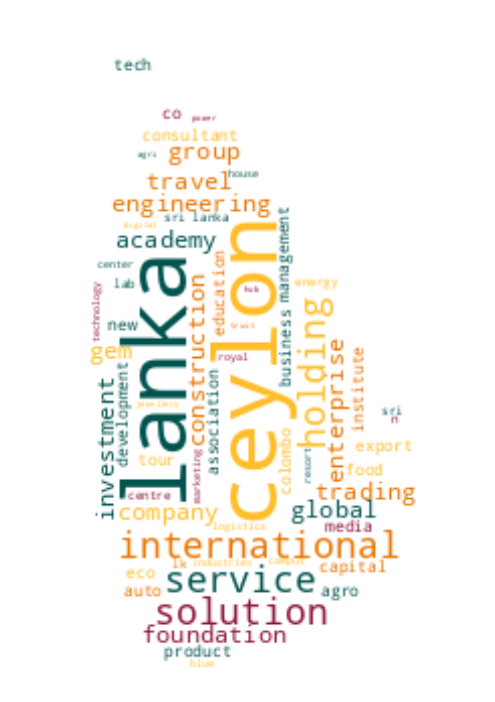 tech
co
power
consultant
agri
group
house
travel
engineering
sri lanka
digital
academy
management
ceylon
lanka
center
education
lab
technology
hub
energy
new
construction
trust
holding
business
gem
royal
development
association
enterprise
institute
investment
jewellery
sri
n
colombo
export
tour
marketing
resort
food
centre
trading
company
global
logistics
media
international
lk
industries
campus
capital
eco
service
auto
agro
solution
foundation
product
blue